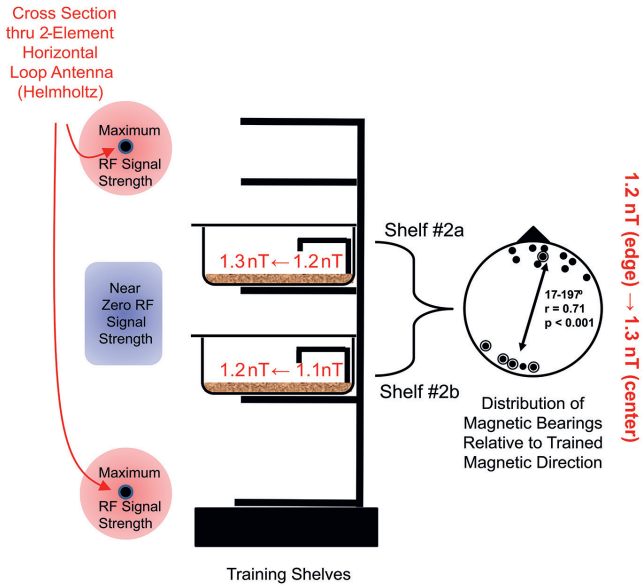 Cross Section
thru 2-Element
Horizontal
Loop Antenna
(Helmholtz)
Maximum
RF Signal
Strength
Near
Zero RF
Signal
Strength
Maximum
RF Signal
Strength
1.3 nT ← 1.2 nT
1.2 nT ← 1.1 nT
Training Shelves
Shelf #2a
Shelf #2b
17-197º
r = 0.71
p < 0.001
Distribution of
Magnetic Bearings
Relative to Trained
Magnetic Direction
1.2 nT (edge) → 1.3 nT (center)